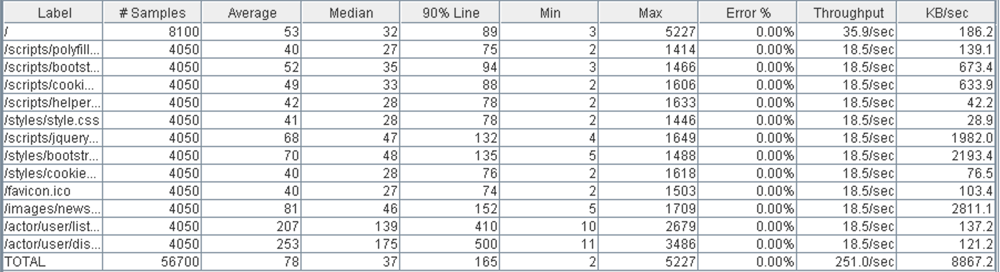 Label # Samples Average Median 90% Line Min Max Error % Throughput KB/sec
/ 8100 53 32 89 3 5227 0.00% 35.9/sec 186.2
/scripts/polyfill... 4050 40 27 75 2 1414 0.00% 18.5/sec 139.1
/scripts/bootst... 4050 52 35 94 3 1466 0.00% 18.5/sec 673.4
/scripts/cooki... 4050 49 33 88 2 1606 0.00% 18.5/sec 633.9
/scripts/helper... 4050 42 28 78 2 1633 0.00% 18.5/sec 42.2
/styles/style.css 4050 41 28 78 2 1446 0.00% 18.5/sec 28.9
/scripts/jquery... 4050 68 47 132 4 1649 0.00% 18.5/sec 1982.0
/styles/bootstr... 4050 70 48 135 5 1488 0.00% 18.5/sec 2193.4
/styles/cookie... 4050 40 28 76 2 1618 0.00% 18.5/sec 76.5
/favicon.ico 4050 40 27 74 2 1503 0.00% 18.5/sec 103.4
/images/news... 4050 81 46 152 5 1709 0.00% 18.5/sec 2811.1
/actor/user/list... 4050 207 139 410 10 2679 0.00% 18.5/sec 137.2
/actor/user/dis... 4050 253 175 500 11 3486 0.00% 18.5/sec 121.2
TOTAL 56700 78 37 165 2 5227 0.00% 251.0/sec 8867.2